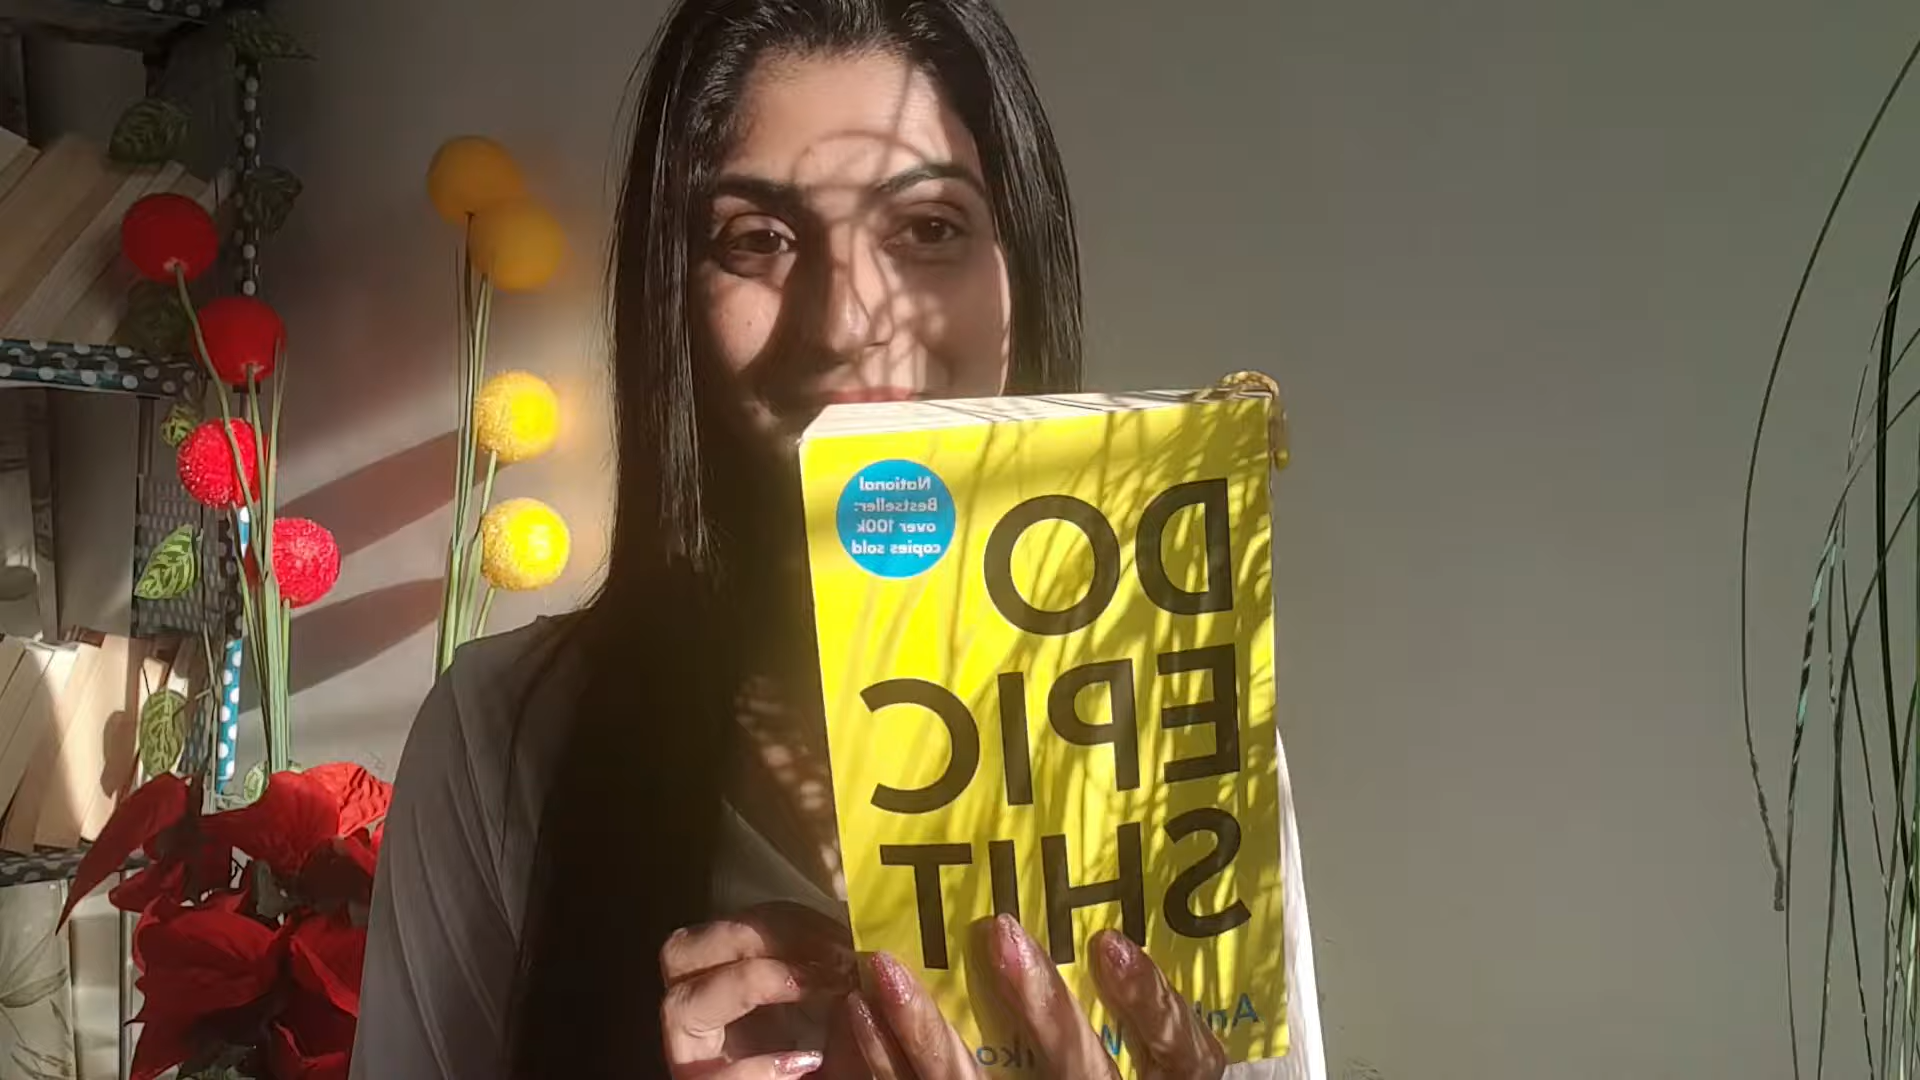 National
Bestseller:
over 100k
copies sold
DO
EPIC
SHIT